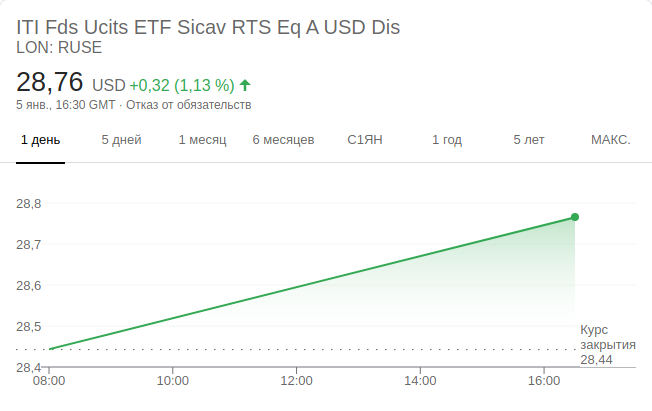 ITI Fds Ucits ETF Sicav RTS Eq A USD Dis
LON: RUSE
28,76 USD +0,32 (1,13 %)
5 янв., 16:30 GMT · Отказ от обязательств
1 день 5 дней 1 месяц 6 месяцев С1ЯН 1 год 5 лет МАКС.
28,8
28,7
28,6
28,5
28,4
Курс
закрытия
28,44
08:00 10:00 12:00 14:00 16:00